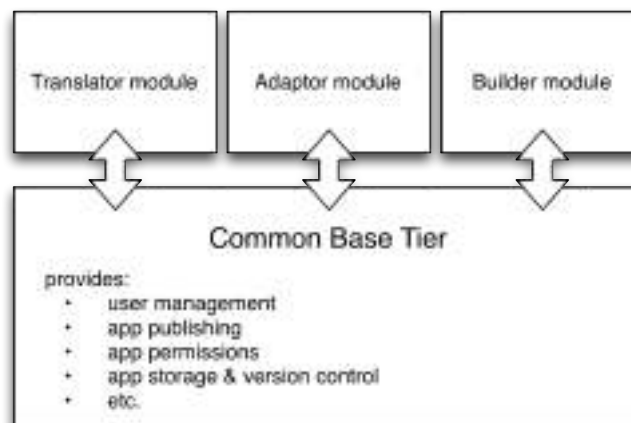 Translator module
Adaptor module
Builder module
Common Base Tier
provides:
• user management
• app publishing
• app permissions
• app storage & version control
• etc.